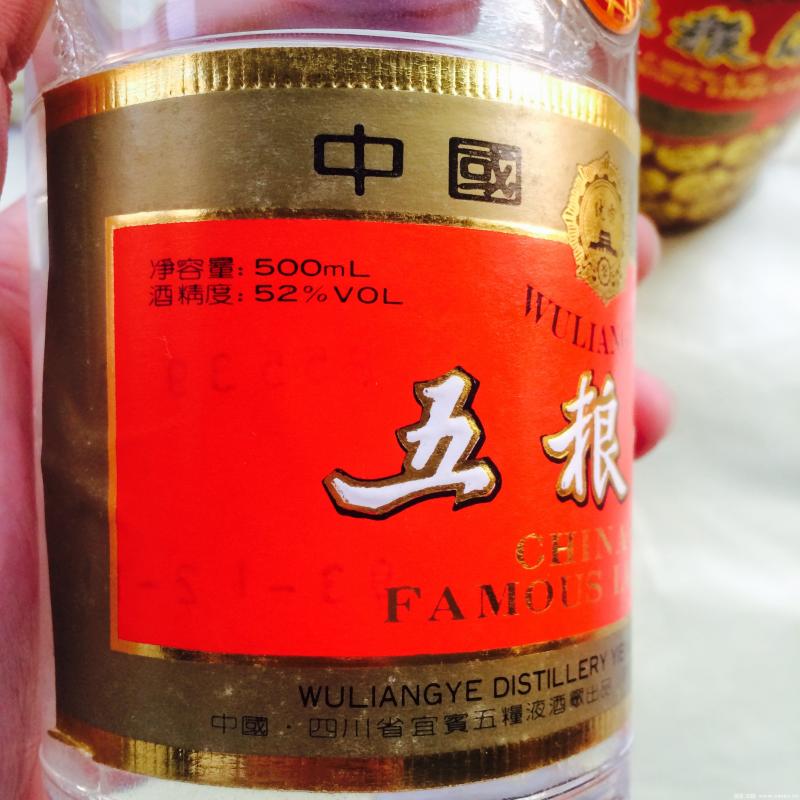 中國
净容量: 500mL
酒精度: 52%VOL
WULIANG
五粮
CHINA
FAMOUS
WULIANGYE DISTILLERY YI
中國·四川省宜賓五糧液酒廠出品